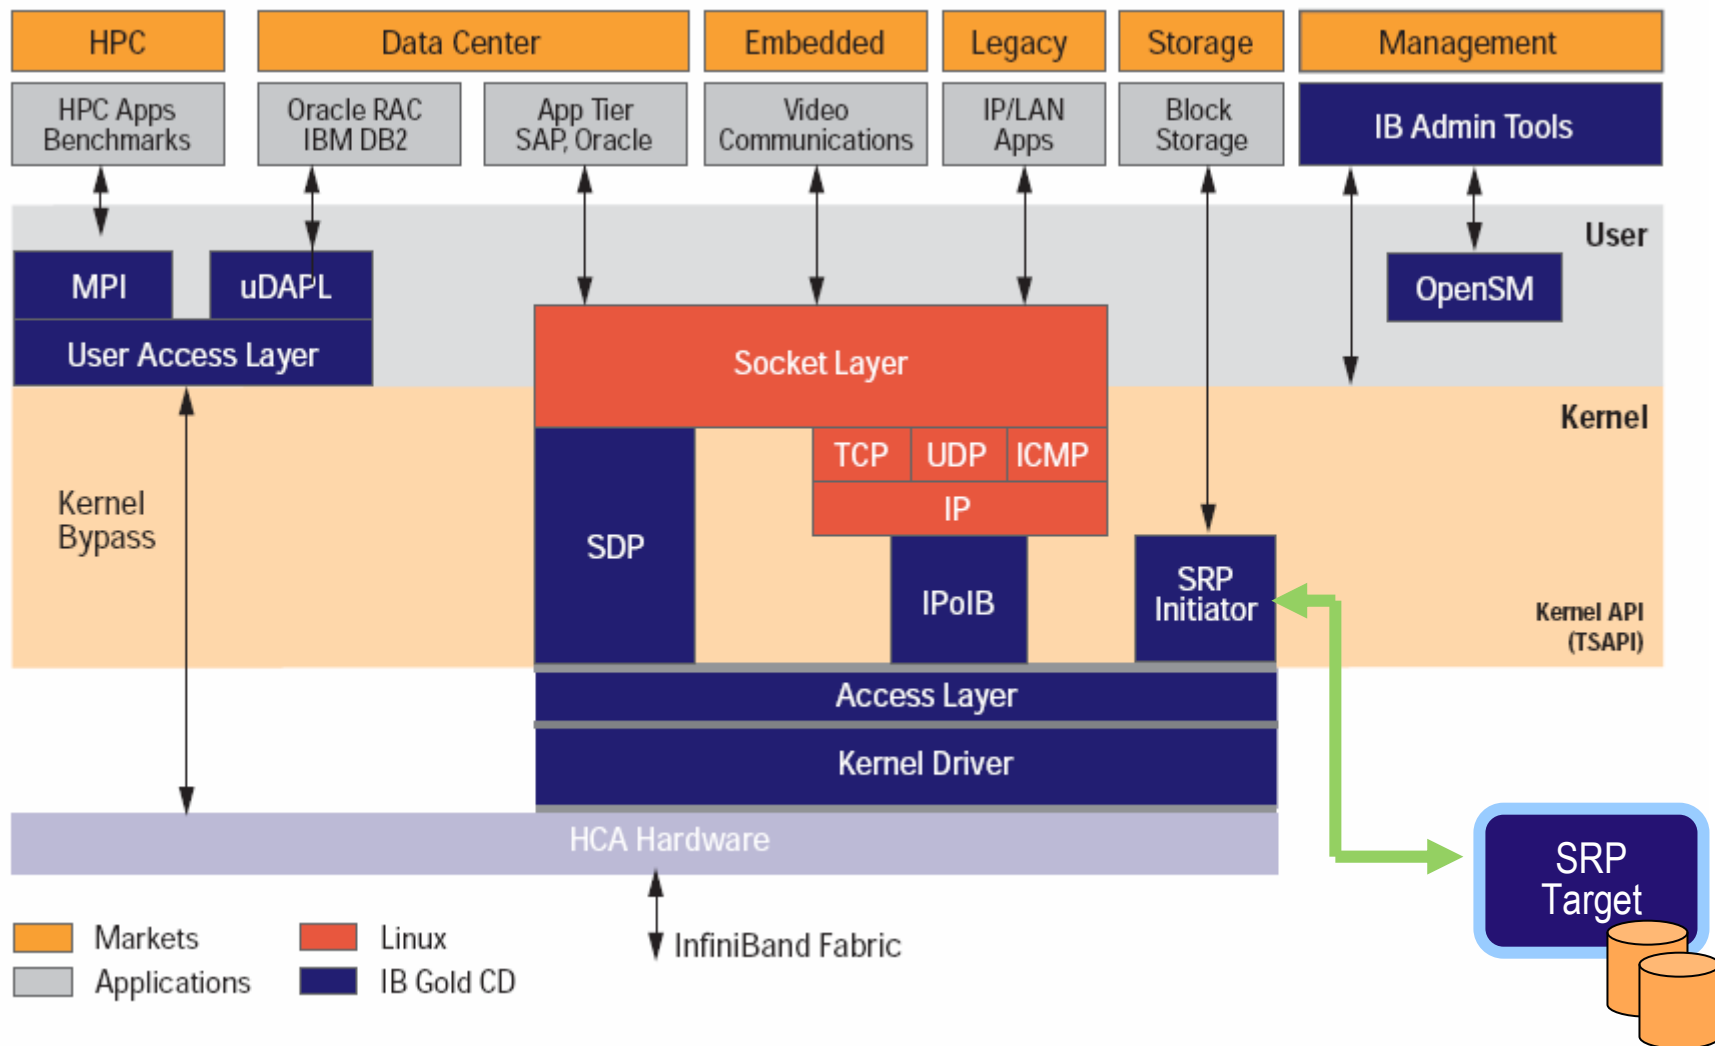 HPC
Data Center
Embedded
Legacy
Storage
Management
HPC Apps
Benchmarks
Oracle RAC
IBM DB2
App Tier
SAP, Oracle
Video
Communications
IP/LAN
Apps
Block
Storage
IB Admin Tools
User
MPI
uDAPL
OpenSM
User Access Layer
Socket Layer
Kernel
TCP
UDP
ICMP
IP
Kernel
Bypass
SDP
IPoIB
SRP
Initiator
Kernel API
(TSAPI)
Access Layer
Kernel Driver
HCA Hardware
SRP
Target
Markets
Linux
InfiniBand Fabric
Applications
IB Gold CD